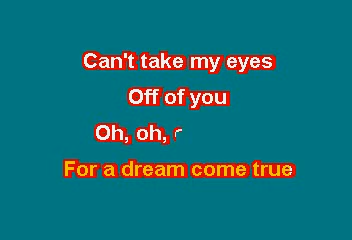 Can't take my eyes
Off of you
Oh, oh,
For a dream come true